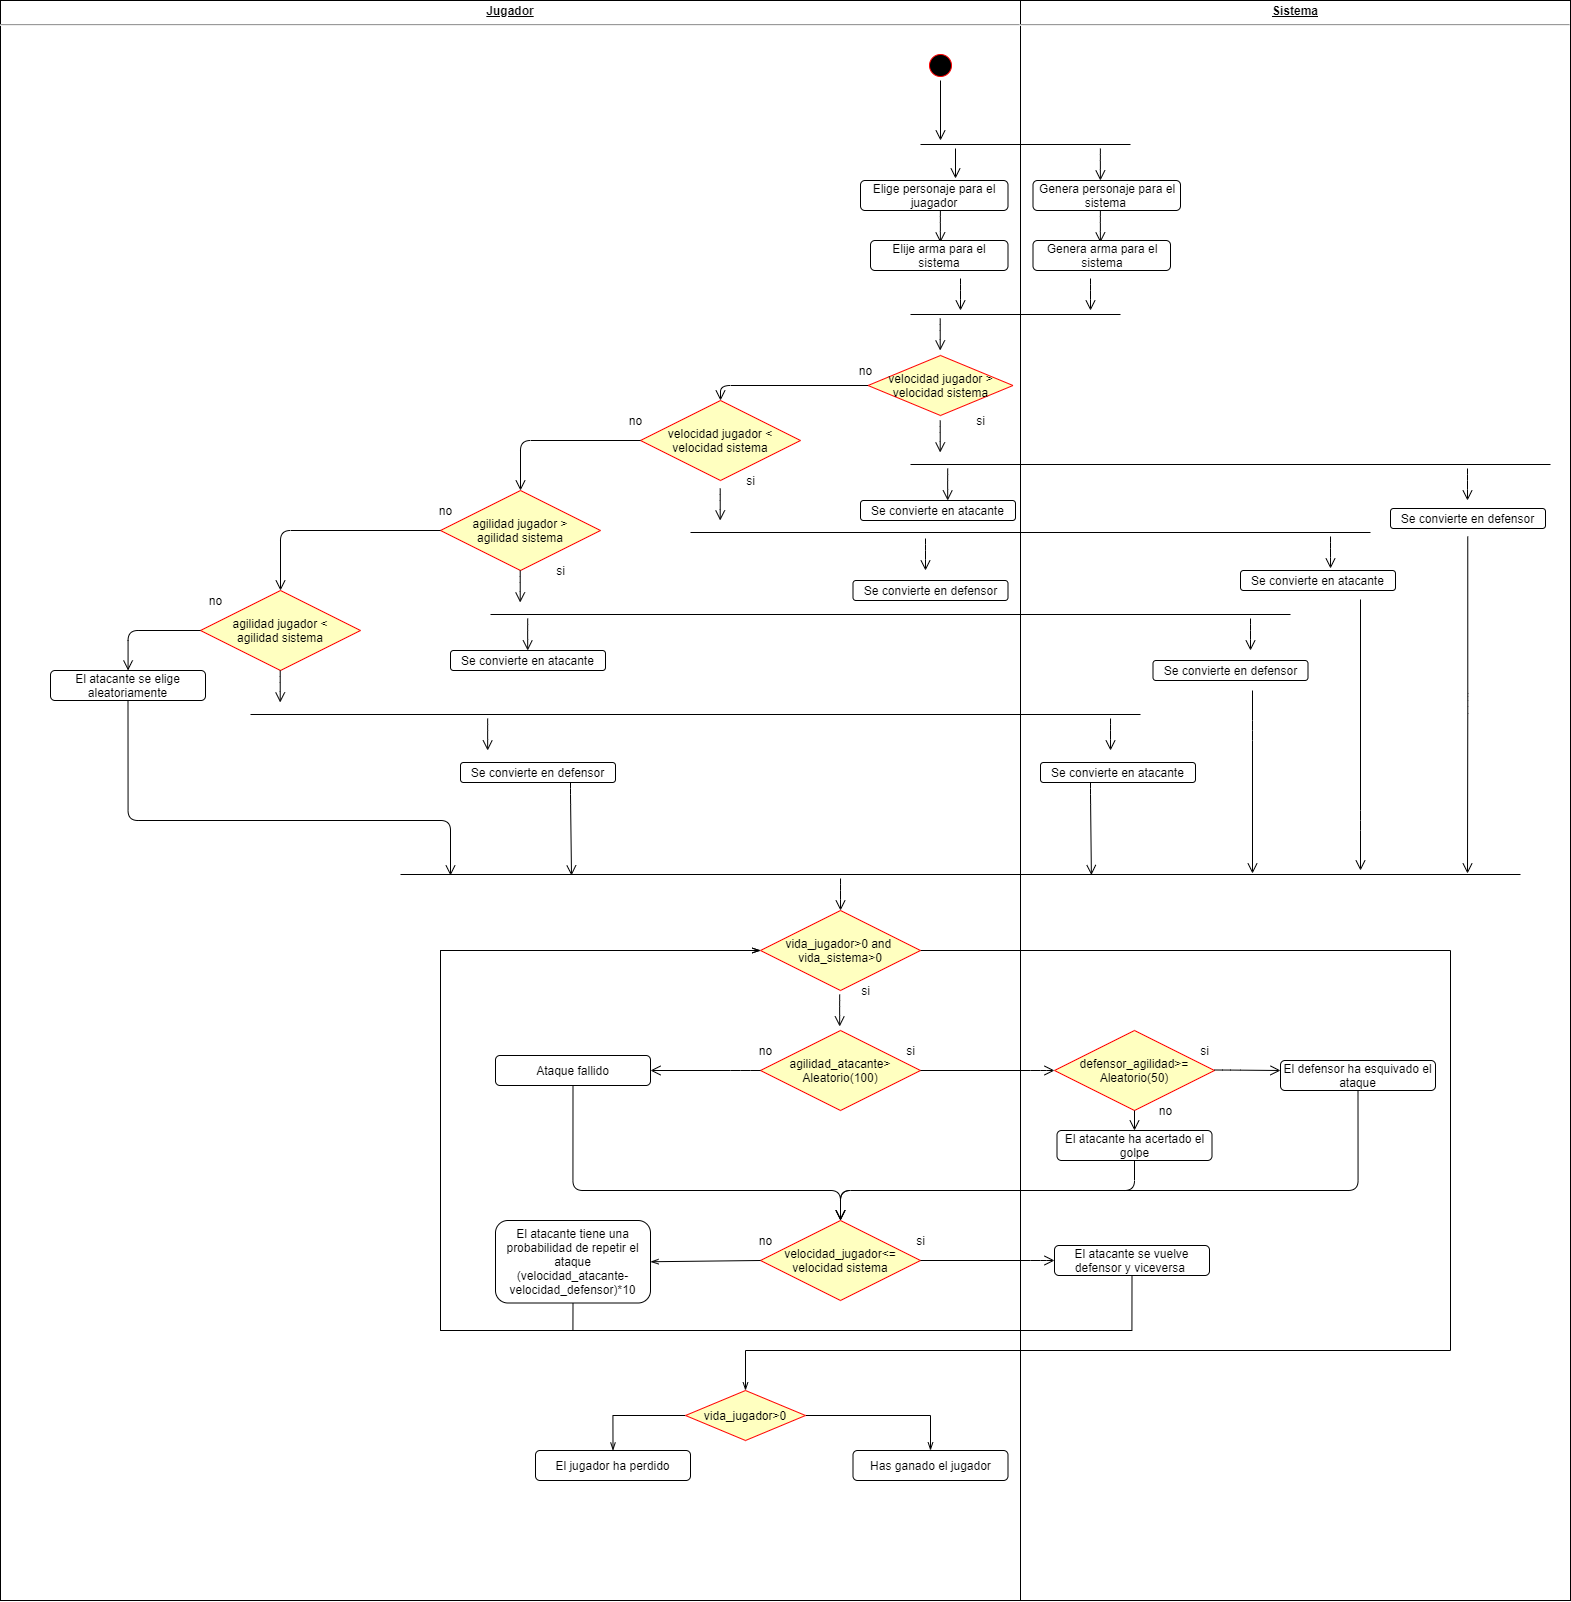 Jugador
Sistema
Elige personaje para el
juagador
Genera personaje para el
sistema
Elije arma para el
sistema
Genera arma para el
sistema
velocidad jugador >
velocidad sistema
no
si
velocidad jugador <
velocidad sistema
no
si
Se convierte en atacante
Se convierte en defensor
agilidad jugador >
agilidad sistema
no
si
Se convierte en defensor
Se convierte en atacante
agilidad jugador <
agilidad sistema
no
Se convierte en atacante
Se convierte en defensor
El atacante se elige
aleatoriamente
Se convierte en defensor
Se convierte en atacante
vida_jugador>0 and
vida_sistema>0
si
no
agilidad_atacante>
Aleatorio(100)
si
defensor_agilidad>=
Aleatorio(50)
si
Ataque fallido
El defensor ha esquivado el
ataque
no
El atacante ha acertado el
golpe
El atacante tiene una
probabilidad de repetir el
ataque
(velocidad_atacante-
velocidad_defensor)*10
no
velocidad_jugador<=
velocidad sistema
si
El atacante se vuelve
defensor y viceversa
vida_jugador>0
El jugador ha perdido
Has ganado el jugador